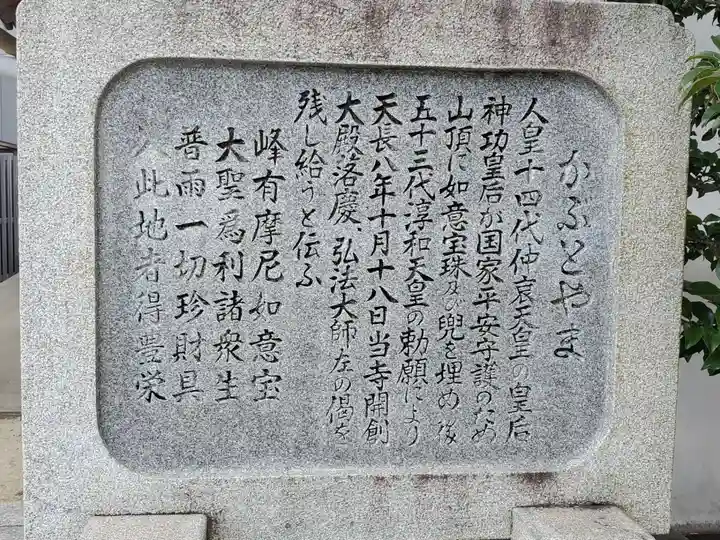 かぶとやま
人皇十四代仲哀天皇の皇后
神功皇后が国家平安守護のため
山頂に如意宝珠及び兜を埋め後
五十三代淳和天皇の勅願により
天長八年十月十八日当寺開創
大殿落慶、弘法大師左の偈を
残し給うと伝ふ
峰有摩尼如意宝
大聖爲利諸衆生
普雨一切珍財具
入此地者得豊栄